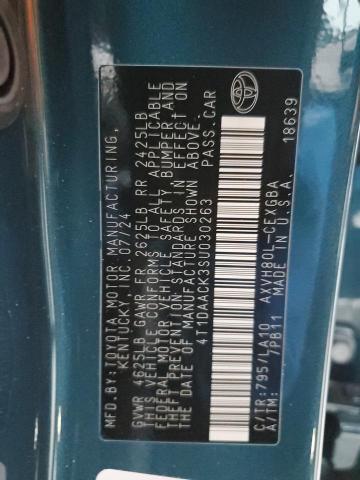 MFD. BY: TOYOTA MOTOR MANUFACTURING,
KENTUCKY, INC. 07/24
GVWR 4625LB GAWR FR 2625LB RR 2425LB
THIS VEHICLE CONFORMS TO ALL APPLICABLE
FEDERAL MOTOR VEHICLE SAFETY, BUMPER AND
THEFT PREVENTION STANDARDS IN EFFECT ON
THE DATE OF MANUFACTURE SHOWN ABOVE.
4T1DAACK3SU030263 PASS.CAR
C/TR:795/LA10 AXVH80L-CEXGBA
A/TM: 7PB11 MADE IN U.S.A.
18639